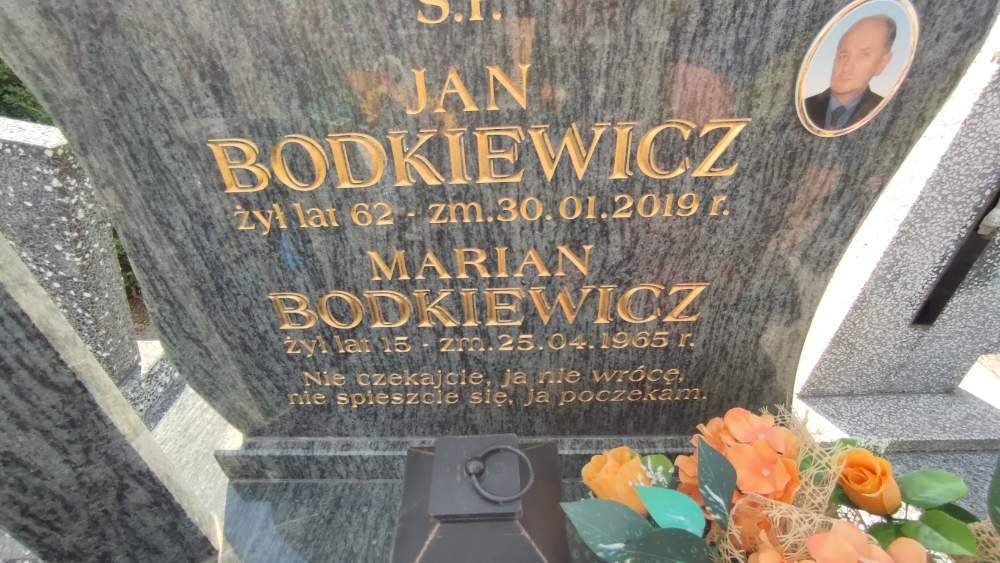 Ś.P.
JAN
BODKIEWICZ
żył lat 62 - zm. 30.01.2019 r.
MARIAN
BODKIEWICZ
żył lat 15 - zm. 25.04.1965 r.
Nie czekajcie, ja nie wrócę,
nie spieszcie się, ja poczekam.